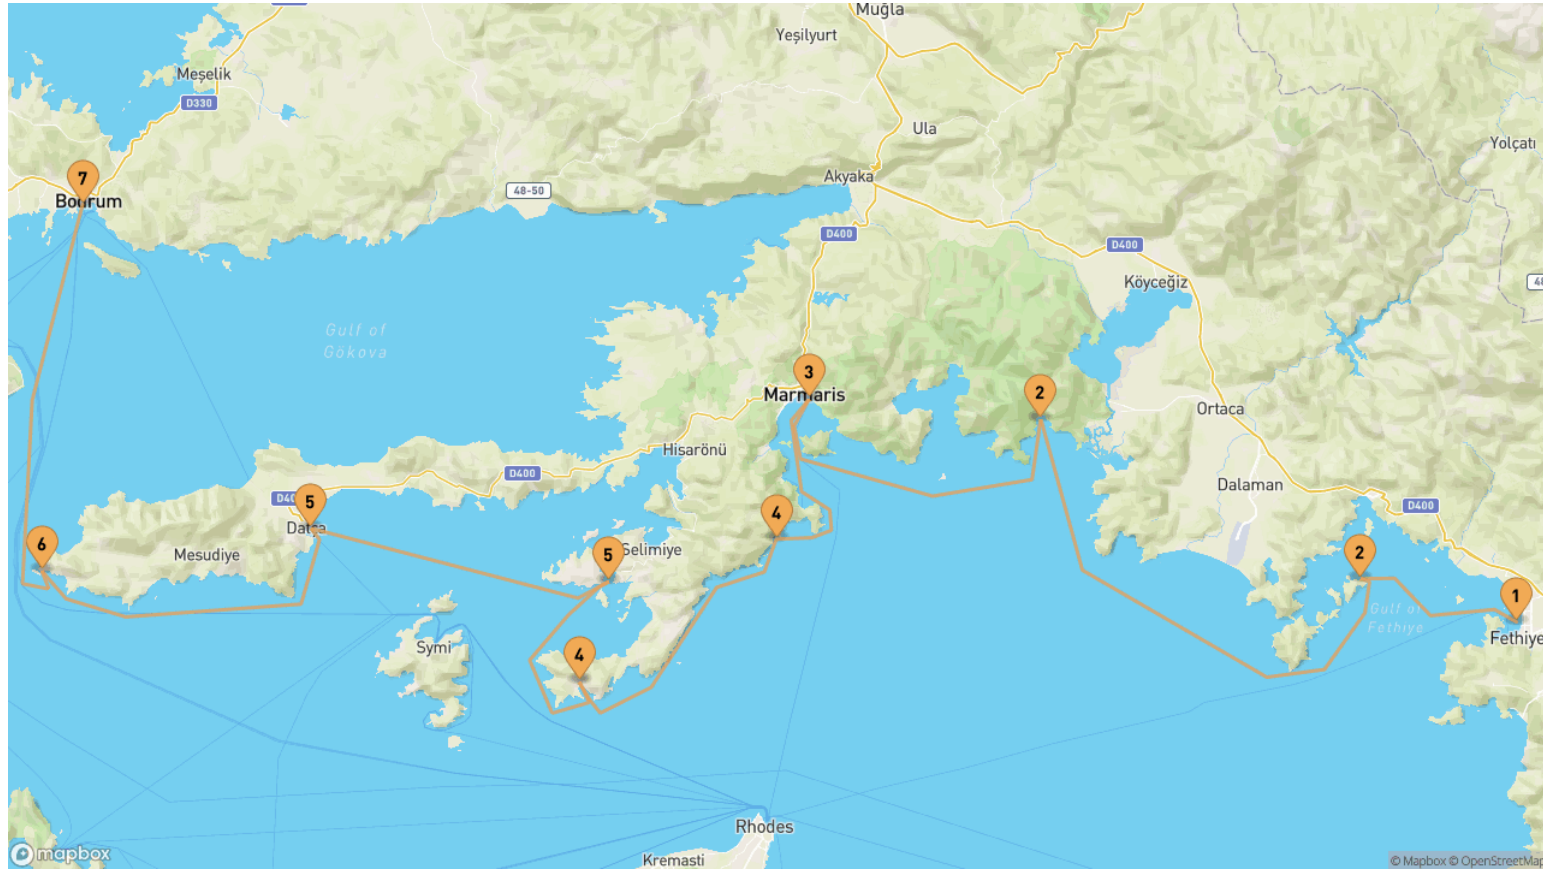 Muğla
Yeşilyurt
Meşelik
D330
Ula
Yolçatı
7
Bodrum
48-50
Akyaka
D400
D400
Köyceğiz
48
Gulf of
Gökova
3
Marmaris
2
Ortaca
Hisarönü
D400
Dalaman
D400
D40
5
Datça
4
6
Mesudiye
5
Selimiye
2
1
Gulf of
Fethiye
Fethiye
Symi
4
Rhodes
Kremasti
mapbox
© Mapbox © OpenStreetMap